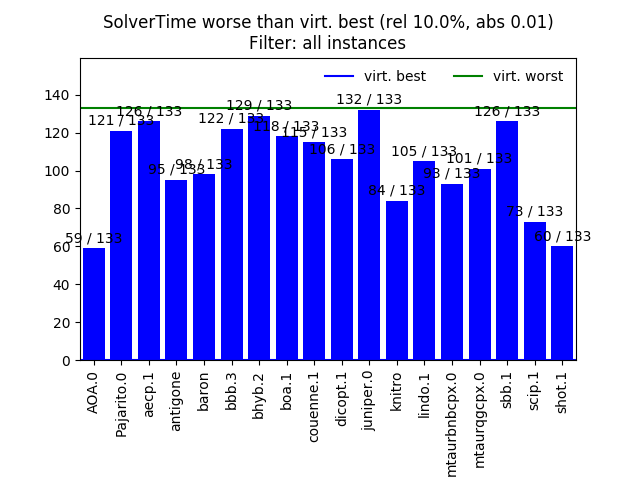 SolverTime worse than virt. best (rel 10.0%, abs 0.01)
Filter: all instances
virt. best
virt. worst
140
120
100
80
60
40
20
0
59 / 133
121 / 133
126 / 133
95 / 133
98 / 133
122 / 133
129 / 133
118 / 133
115 / 133
106 / 133
132 / 133
84 / 133
105 / 133
93 / 133
101 / 133
126 / 133
73 / 133
60 / 133
AOA.0
Pajarito.0
aecp.1
antigone
baron
bbb.3
bhyb.2
boa.1
couenne.1
dicopt.1
juniper.0
knitro
lindo.1
mtaurbnbcpx.0
mtaurqgcpx.0
sbb.1
scip.1
shot.1